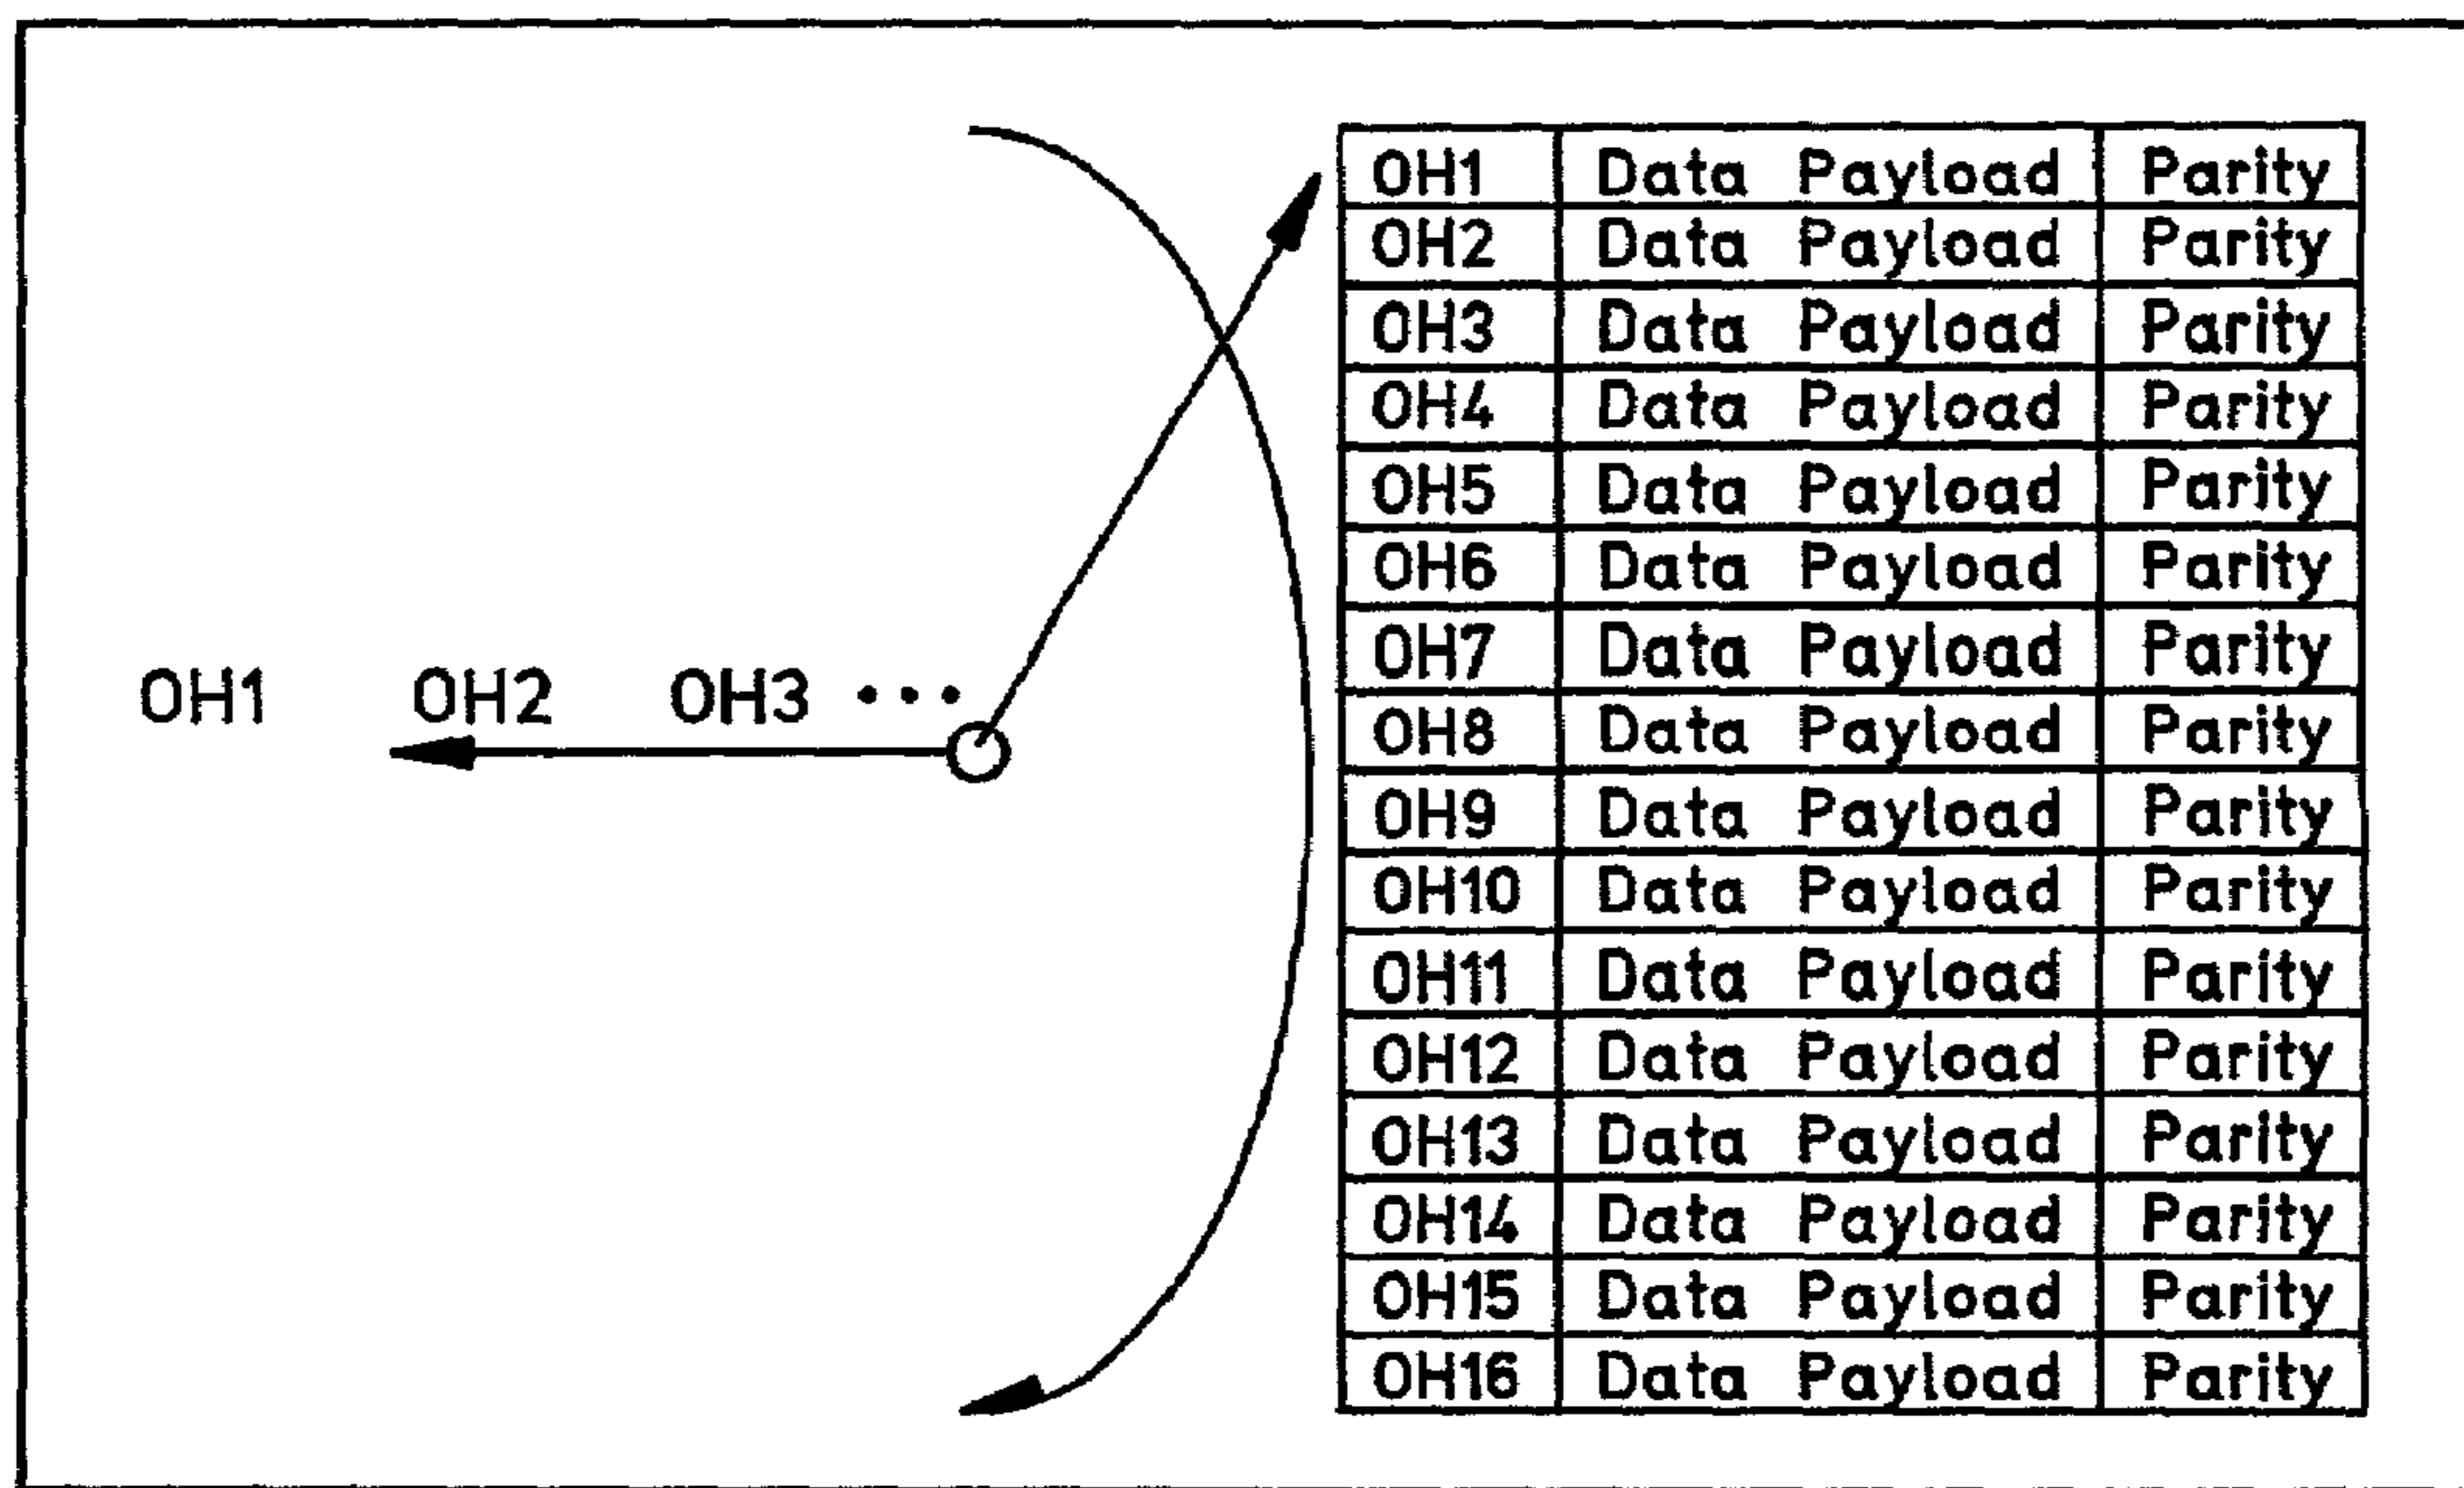 OH1 OH2 OH3 •••
OH1 Data Payload Parity
OH2 Data Payload Parity
OH3 Data Payload Parity
OH4 Data Payload Parity
OH5 Data Payload Parity
OH6 Data Payload Parity
OH7 Data Payload Parity
OH8 Data Payload Parity
OH9 Data Payload Parity
OH10 Data Payload Parity
OH11 Data Payload Parity
OH12 Data Payload Parity
OH13 Data Payload Parity
OH14 Data Payload Parity
OH15 Data Payload Parity
OH16 Data Payload Parity